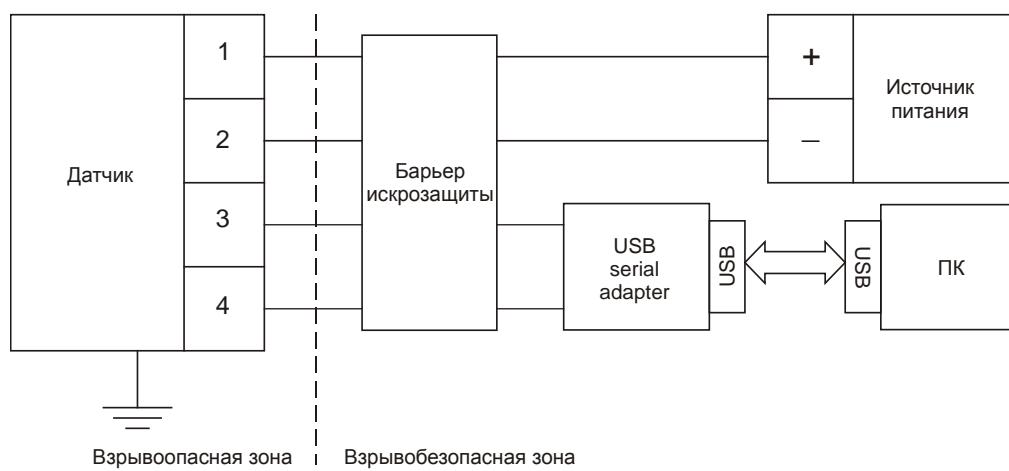 Датчик
1
2
3
4
Барьер
искрозащиты
+
–
Источник
питания
USB
serial
adapter
USB
USB
ПК
Взрывоопасная зона
Взрывобезопасная зона